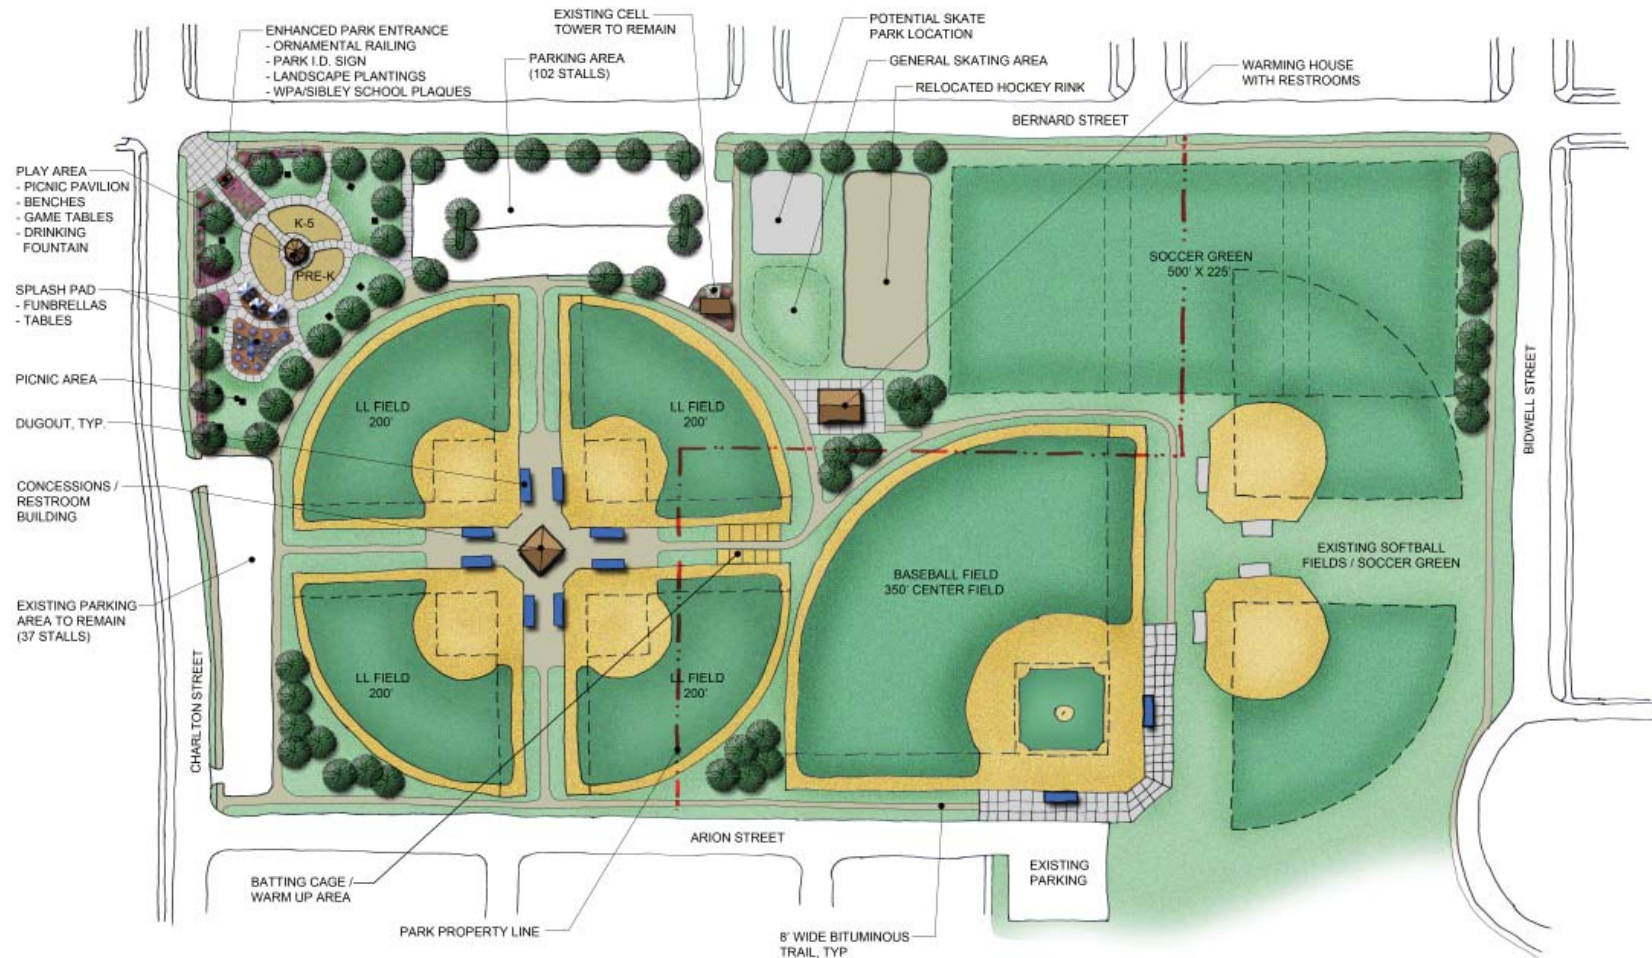 ENHANCED PARK ENTRANCE
- ORNAMENTAL RAILING
- PARK I.D. SIGN
- LANDSCAPE PLANTINGS
- WPA/SIBLEY SCHOOL PLAQUES
EXISTING CELL
TOWER TO REMAIN
PARKING AREA
(102 STALLS)
POTENTIAL SKATE
PARK LOCATION
GENERAL SKATING AREA
RELOCATED HOCKEY RINK
WARMING HOUSE
WITH RESTROOMS
BERNARD STREET
PLAY AREA
- PICNIC PAVILION
- BENCHES
- GAME TABLES
- DRINKING
FOUNTAIN
K-5
PRE-K
SPLASH PAD
- FUNBRELLAS
- TABLES
SOCCER GREEN
500' X 225'
PICNIC AREA
DUGOUT, TYP.
LL FIELD
200'
LL FIELD
200'
BIDWELL STREET
CONCESSIONS /
RESTROOM
BUILDING
EXISTING SOFTBALL
FIELDS / SOCCER GREEN
BASEBALL FIELD
350' CENTER FIELD
EXISTING PARKING
AREA TO REMAIN
(37 STALLS)
CHARLTON STREET
LL FIELD
200'
LL FIELD
200'
ARION STREET
EXISTING
PARKING
BATTING CAGE /
WARM UP AREA
PARK PROPERTY LINE
8' WIDE BITUMINOUS
TRAIL, TYP